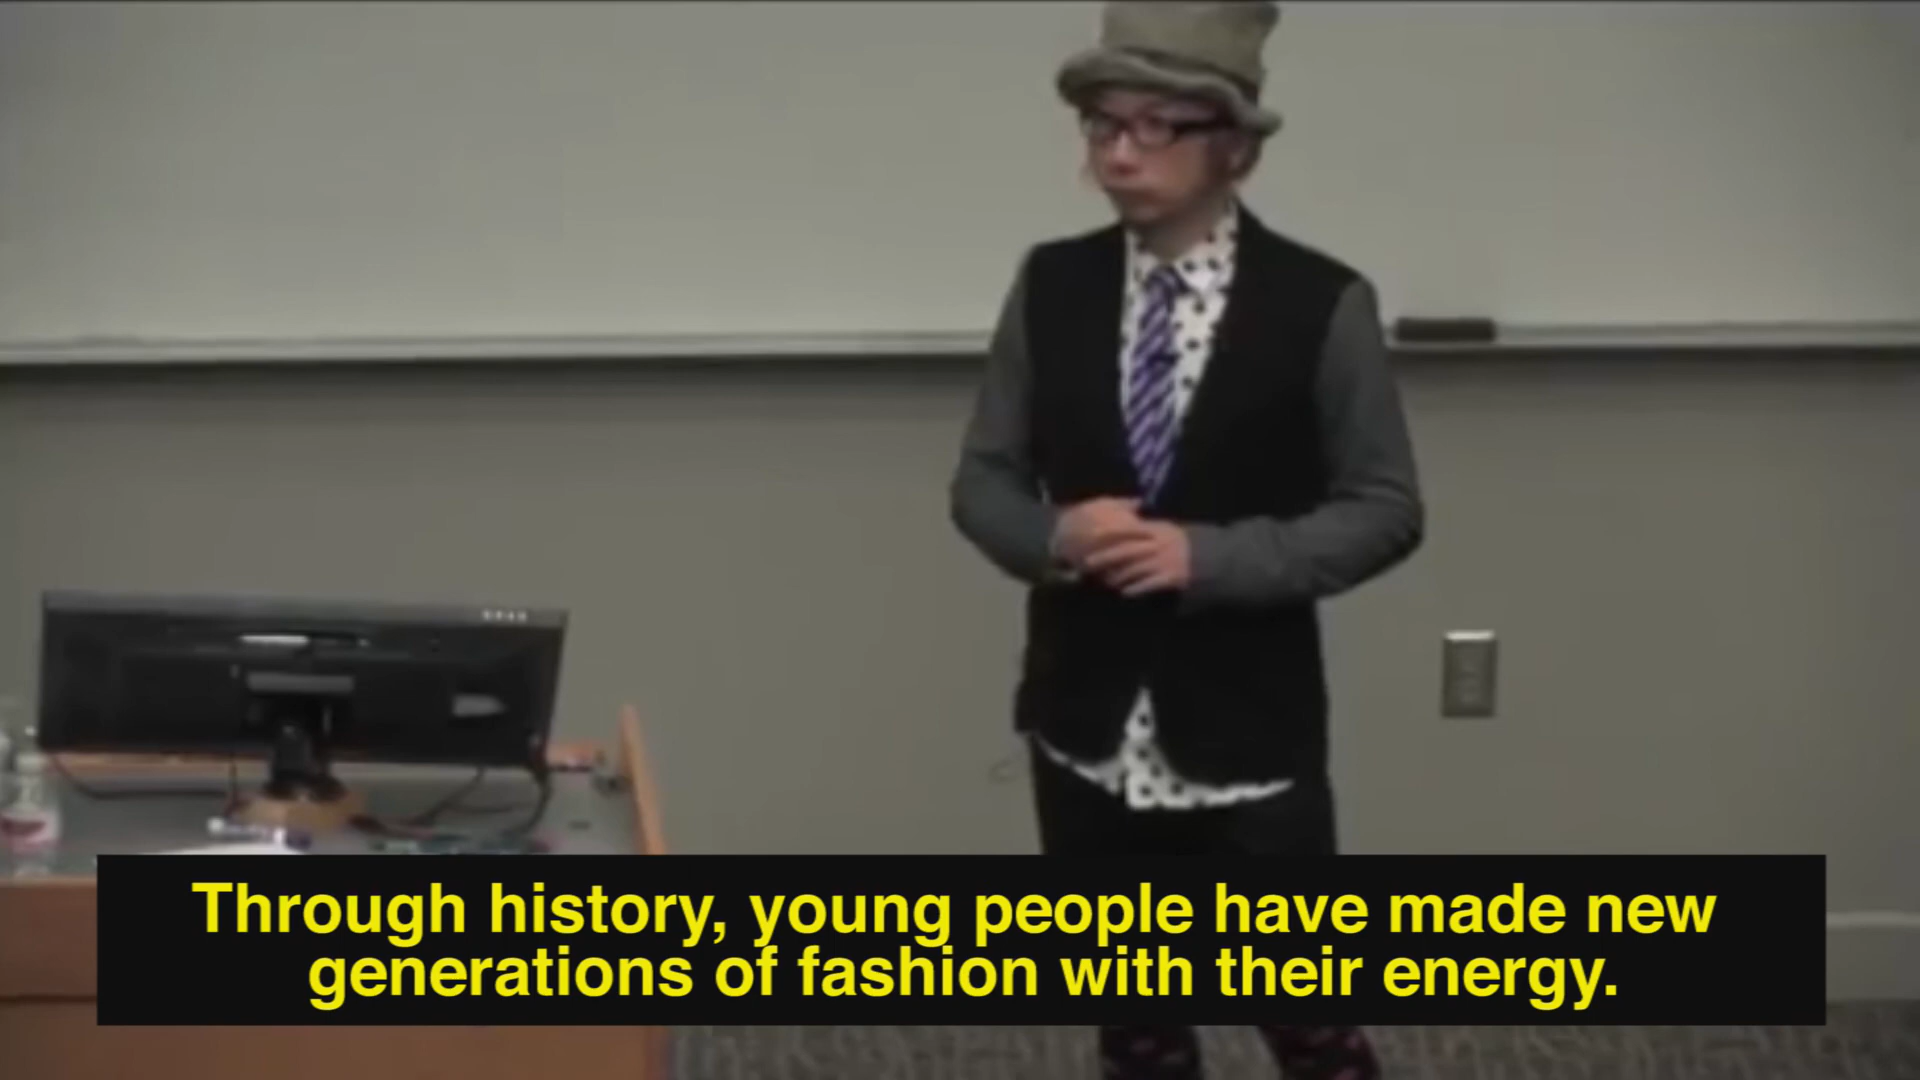 Through history, young people have made new
generations of fashion with their energy.